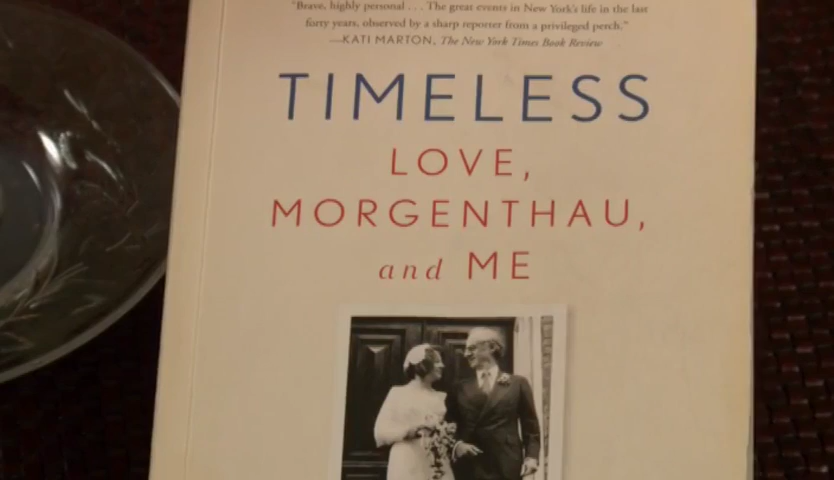 "Brave, highly personal . . . The great events in New York's life in the last
forty years, observed by a sharp reporter from a privileged perch."
—KATI MARTON, The New York Times Book Review
TIMELESS
LOVE,
MORGENTHAU,
and ME